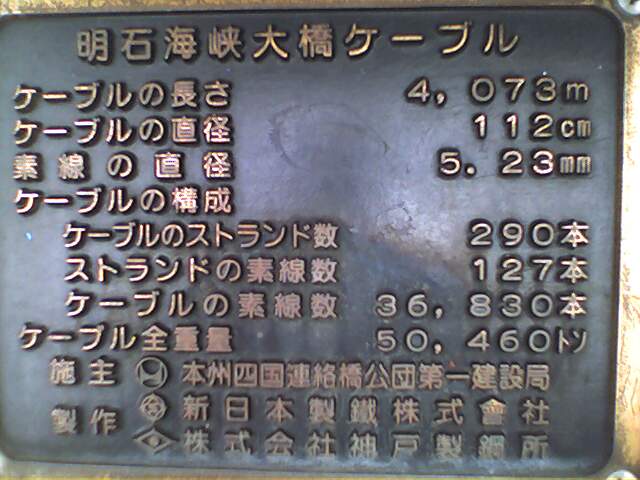 明石海峡大橋ケーブル
ケーブルの長さ 4,073m
ケーブルの直径 112cm
素線の直径 5.23mm
ケーブルの構成
ケーブルのストランド数 290本
ストランドの素線数 127本
ケーブルの素線数 36,830本
ケーブル全重量 50,460トン
施主 本州四国連絡橋公団第一建設局
製作 新日本製鐵株式會社
株式会社神戸製鋼所